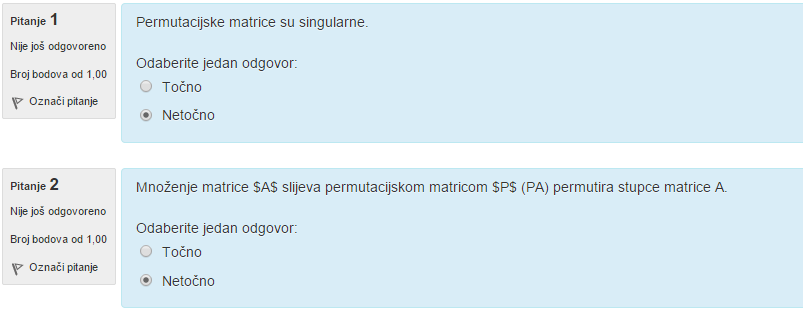 Pitanje 1
Nije još odgovoreno
Broj bodova od 1,00
Označi pitanje
Permutacijske matrice su singularne.
Odaberite jedan odgovor:
Točno
Netočno
Pitanje 2
Nije još odgovoreno
Broj bodova od 1,00
Označi pitanje
Množenje matrice $A$ slijeva permutacijskom matricom $P$ (PA) permutira stupce matrice A.
Odaberite jedan odgovor:
Točno
Netočno